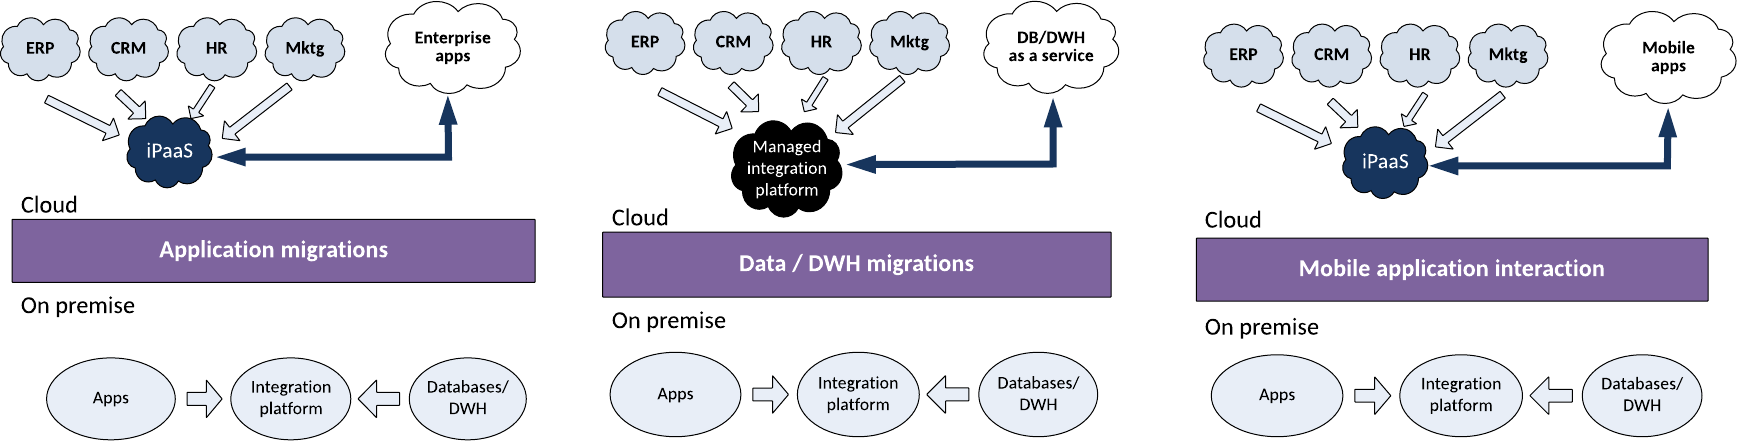 ERP
CRM
HR
Mktg
Enterprise
apps
iPaaS
Cloud
Application migrations
On premise
Apps
Integration
platform
Databases/
DWH
ERP
CRM
HR
Mktg
DB/DWH
as a service
Managed
integration
platform
Cloud
Data / DWH migrations
On premise
Apps
Integration
platform
Databases/
DWH
ERP
CRM
HR
Mktg
Mobile
apps
iPaaS
Cloud
Mobile application interaction
On premise
Apps
Integration
platform
Databases/
DWH